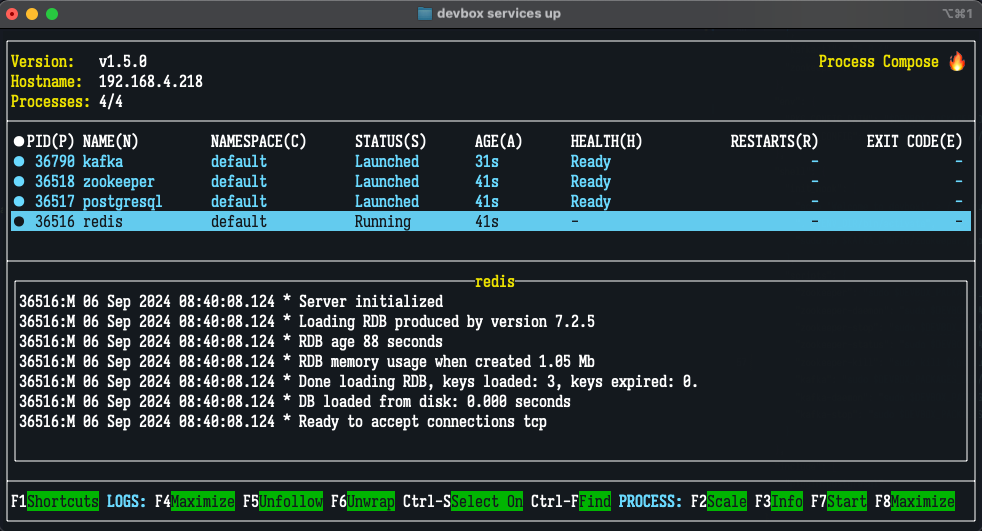 devbox services up
⌥⌘1
Version: v1.5.0
Process Compose 🔥
Hostname: 192.168.4.218
Processes: 4/4
●PID(P) NAME(N) NAMESPACE(C) STATUS(S) AGE(A) HEALTH(H) RESTARTS(R) EXIT CODE(E)
● 36790 kafka default Launched 31s Ready - -
● 36518 zookeeper default Launched 41s Ready - -
● 36517 postgresql default Launched 41s Ready - -
● 36516 redis default Running 41s - - -
redis
36516:M 06 Sep 2024 08:40:08.124 * Server initialized
36516:M 06 Sep 2024 08:40:08.124 * Loading RDB produced by version 7.2.5
36516:M 06 Sep 2024 08:40:08.124 * RDB age 88 seconds
36516:M 06 Sep 2024 08:40:08.124 * RDB memory usage when created 1.05 Mb
36516:M 06 Sep 2024 08:40:08.124 * Done loading RDB, keys loaded: 3, keys expired: 0.
36516:M 06 Sep 2024 08:40:08.124 * DB loaded from disk: 0.000 seconds
36516:M 06 Sep 2024 08:40:08.124 * Ready to accept connections tcp
F1Shortcuts LOGS: F4Maximize F5Unfollow F6Unwrap Ctrl-SSelect On Ctrl-FFind PROCESS: F2Scale F3Info F7Start F8Maximize